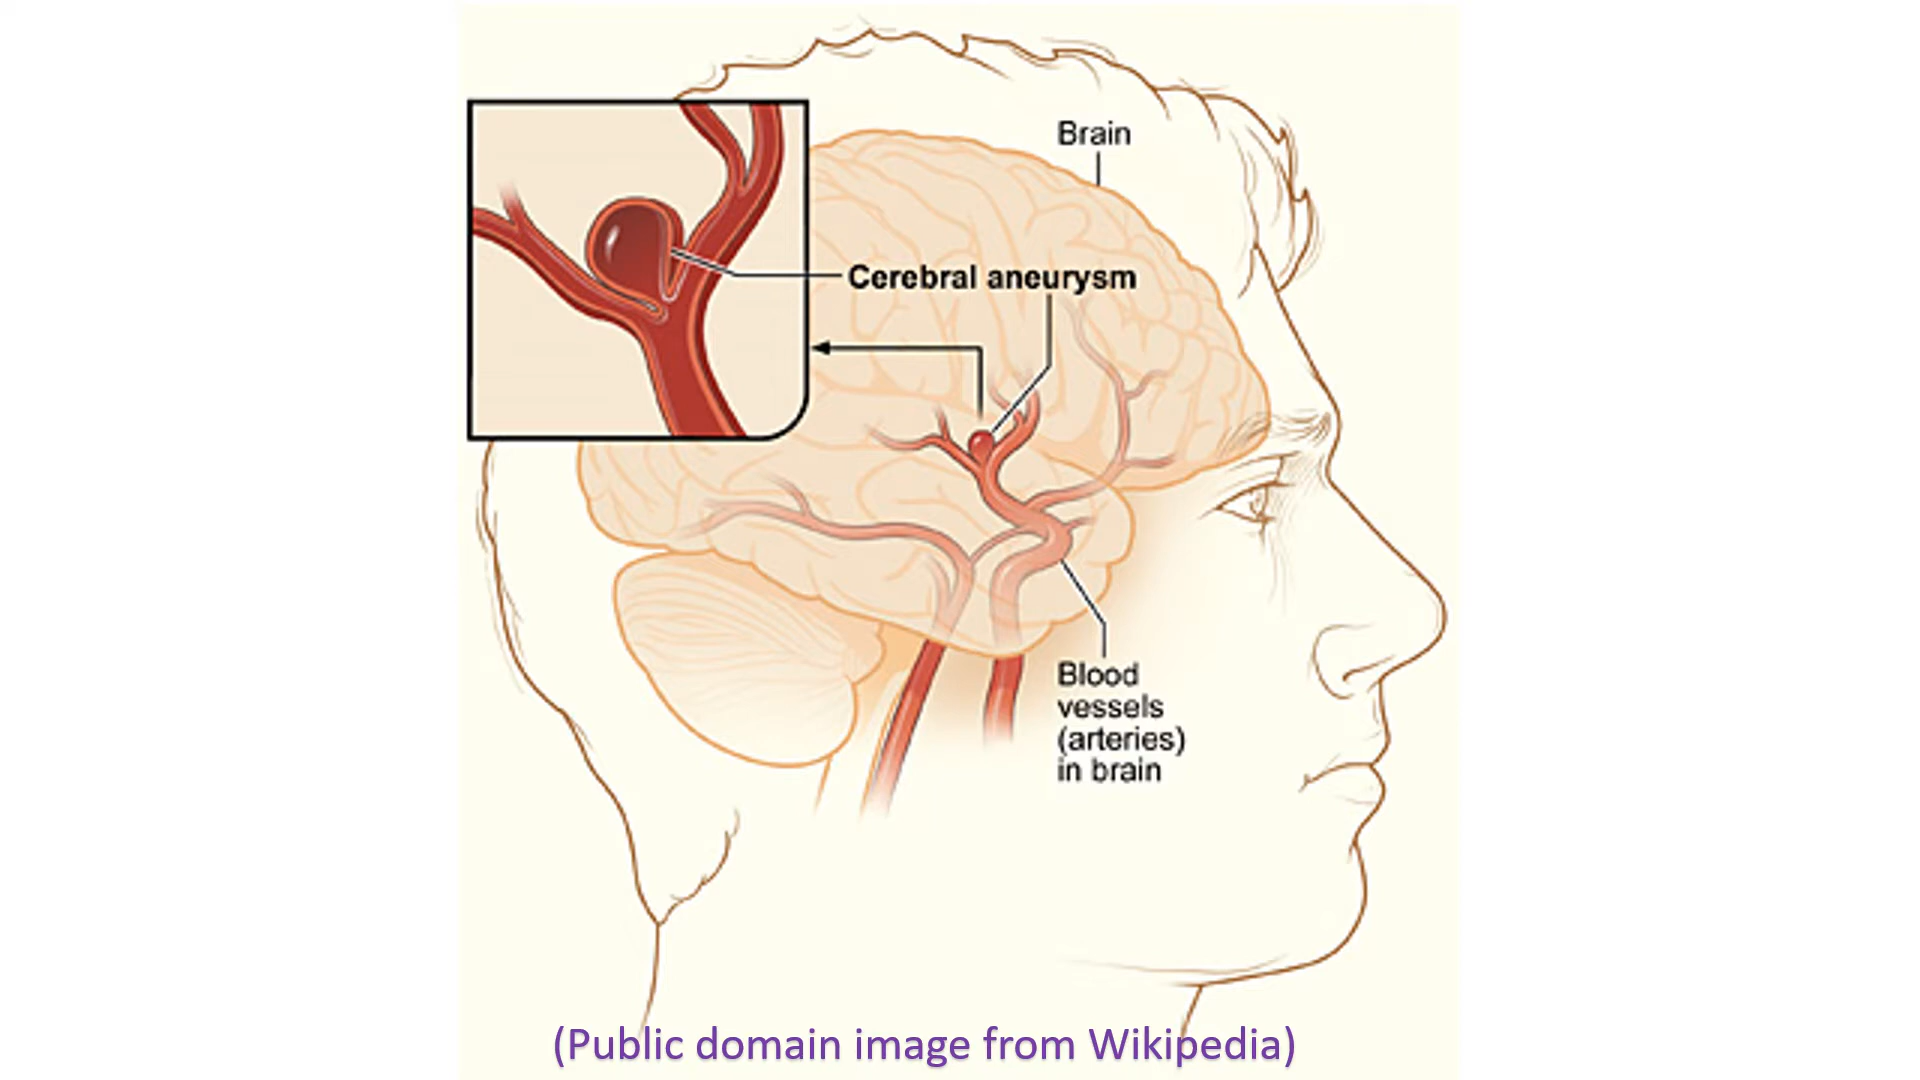 Brain
Cerebral aneurysm
Blood
vessels
(arteries)
in brain
(Public domain image from Wikipedia)